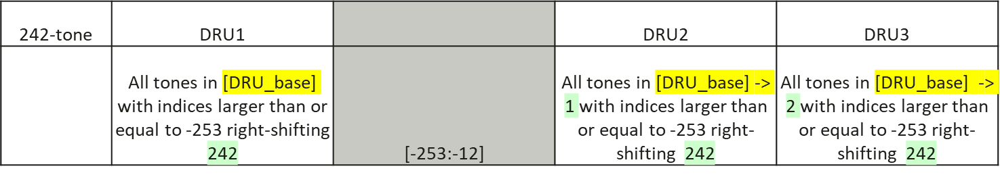 242-tone DRU1 DRU2 DRU3
All tones in [DRU_base]
with indices larger than or
equal to -253 right-shifting
242
[-253:-12]
All tones in [DRU_base] ->
1 with indices larger than
or equal to -253 right-
shifting 242
All tones in [DRU_base] ->
2 with indices larger than
or equal to -253 right-
shifting 242